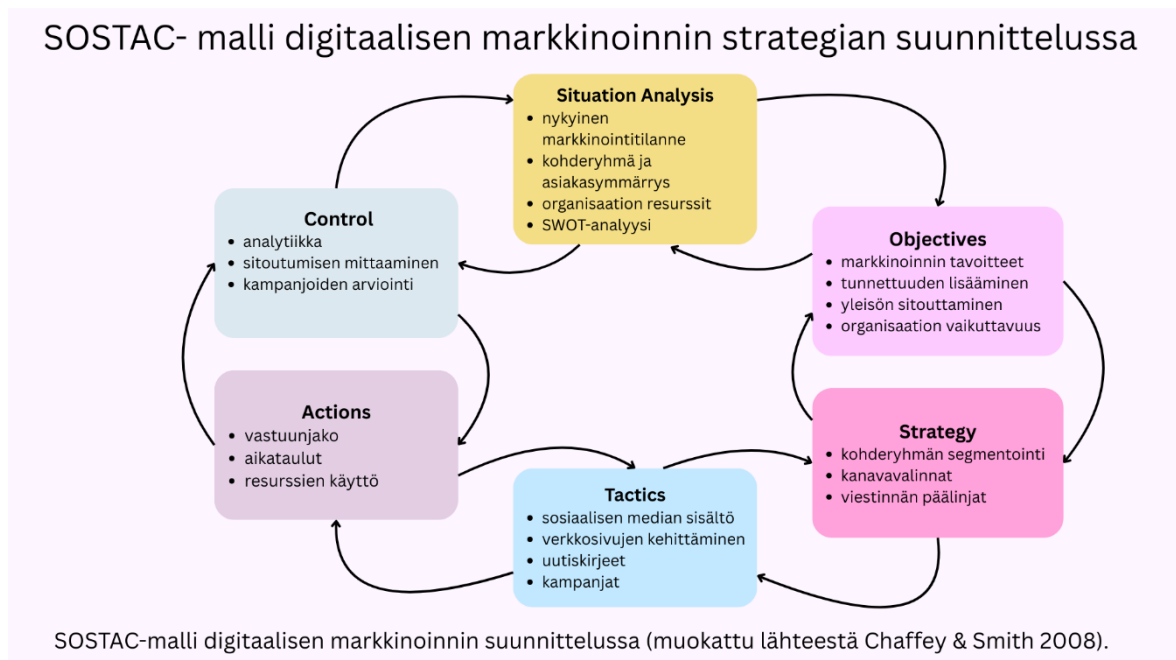 SOSTAC- malli digitaalisen markkinoinnin strategian suunnittelussa
Situation Analysis
• nykyinen
markkinointitilanne
• kohderyhmä ja
asiakasymmärrys
• organisaation resurssit
• SWOT-analyysi
Objectives
• markkinoinnin tavoitteet
• tunnettuuden lisääminen
• yleisön sitouttaminen
• organisaation vaikuttavuus
Strategy
• kohderyhmän segmentointi
• kanavavalinnat
• viestinnän päälinjat
Tactics
• sosiaalisen median sisältö
• verkkosivujen kehittäminen
• uutiskirjeet
• kampanjat
Actions
• vastuunjako
• aikataulut
• resurssien käyttö
Control
• analytiikka
• sitoutumisen mittaaminen
• kampanjoiden arviointi
SOSTAC-malli digitaalisen markkinoinnin suunnittelussa (muokattu lähteestä Chaffey & Smith 2008).